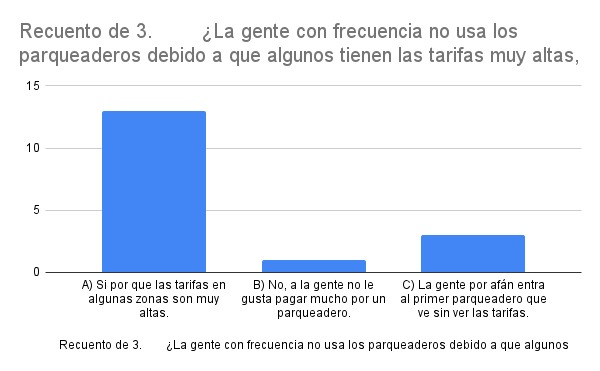 Recuento de 3. ¿La gente con frecuencia no usa los
parqueaderos debido a que algunos tienen las tarifas muy altas,
15
10
5
0
A) Si por que las tarifas en
algunas zonas son muy
altas.
B) No, a la gente no le
gusta pagar mucho por un
parqueadero.
C) La gente por afán entra
al primer parqueadero que
ve sin ver las tarifas.
Recuento de 3. ¿La gente con frecuencia no usa los parqueaderos debido a que algunos